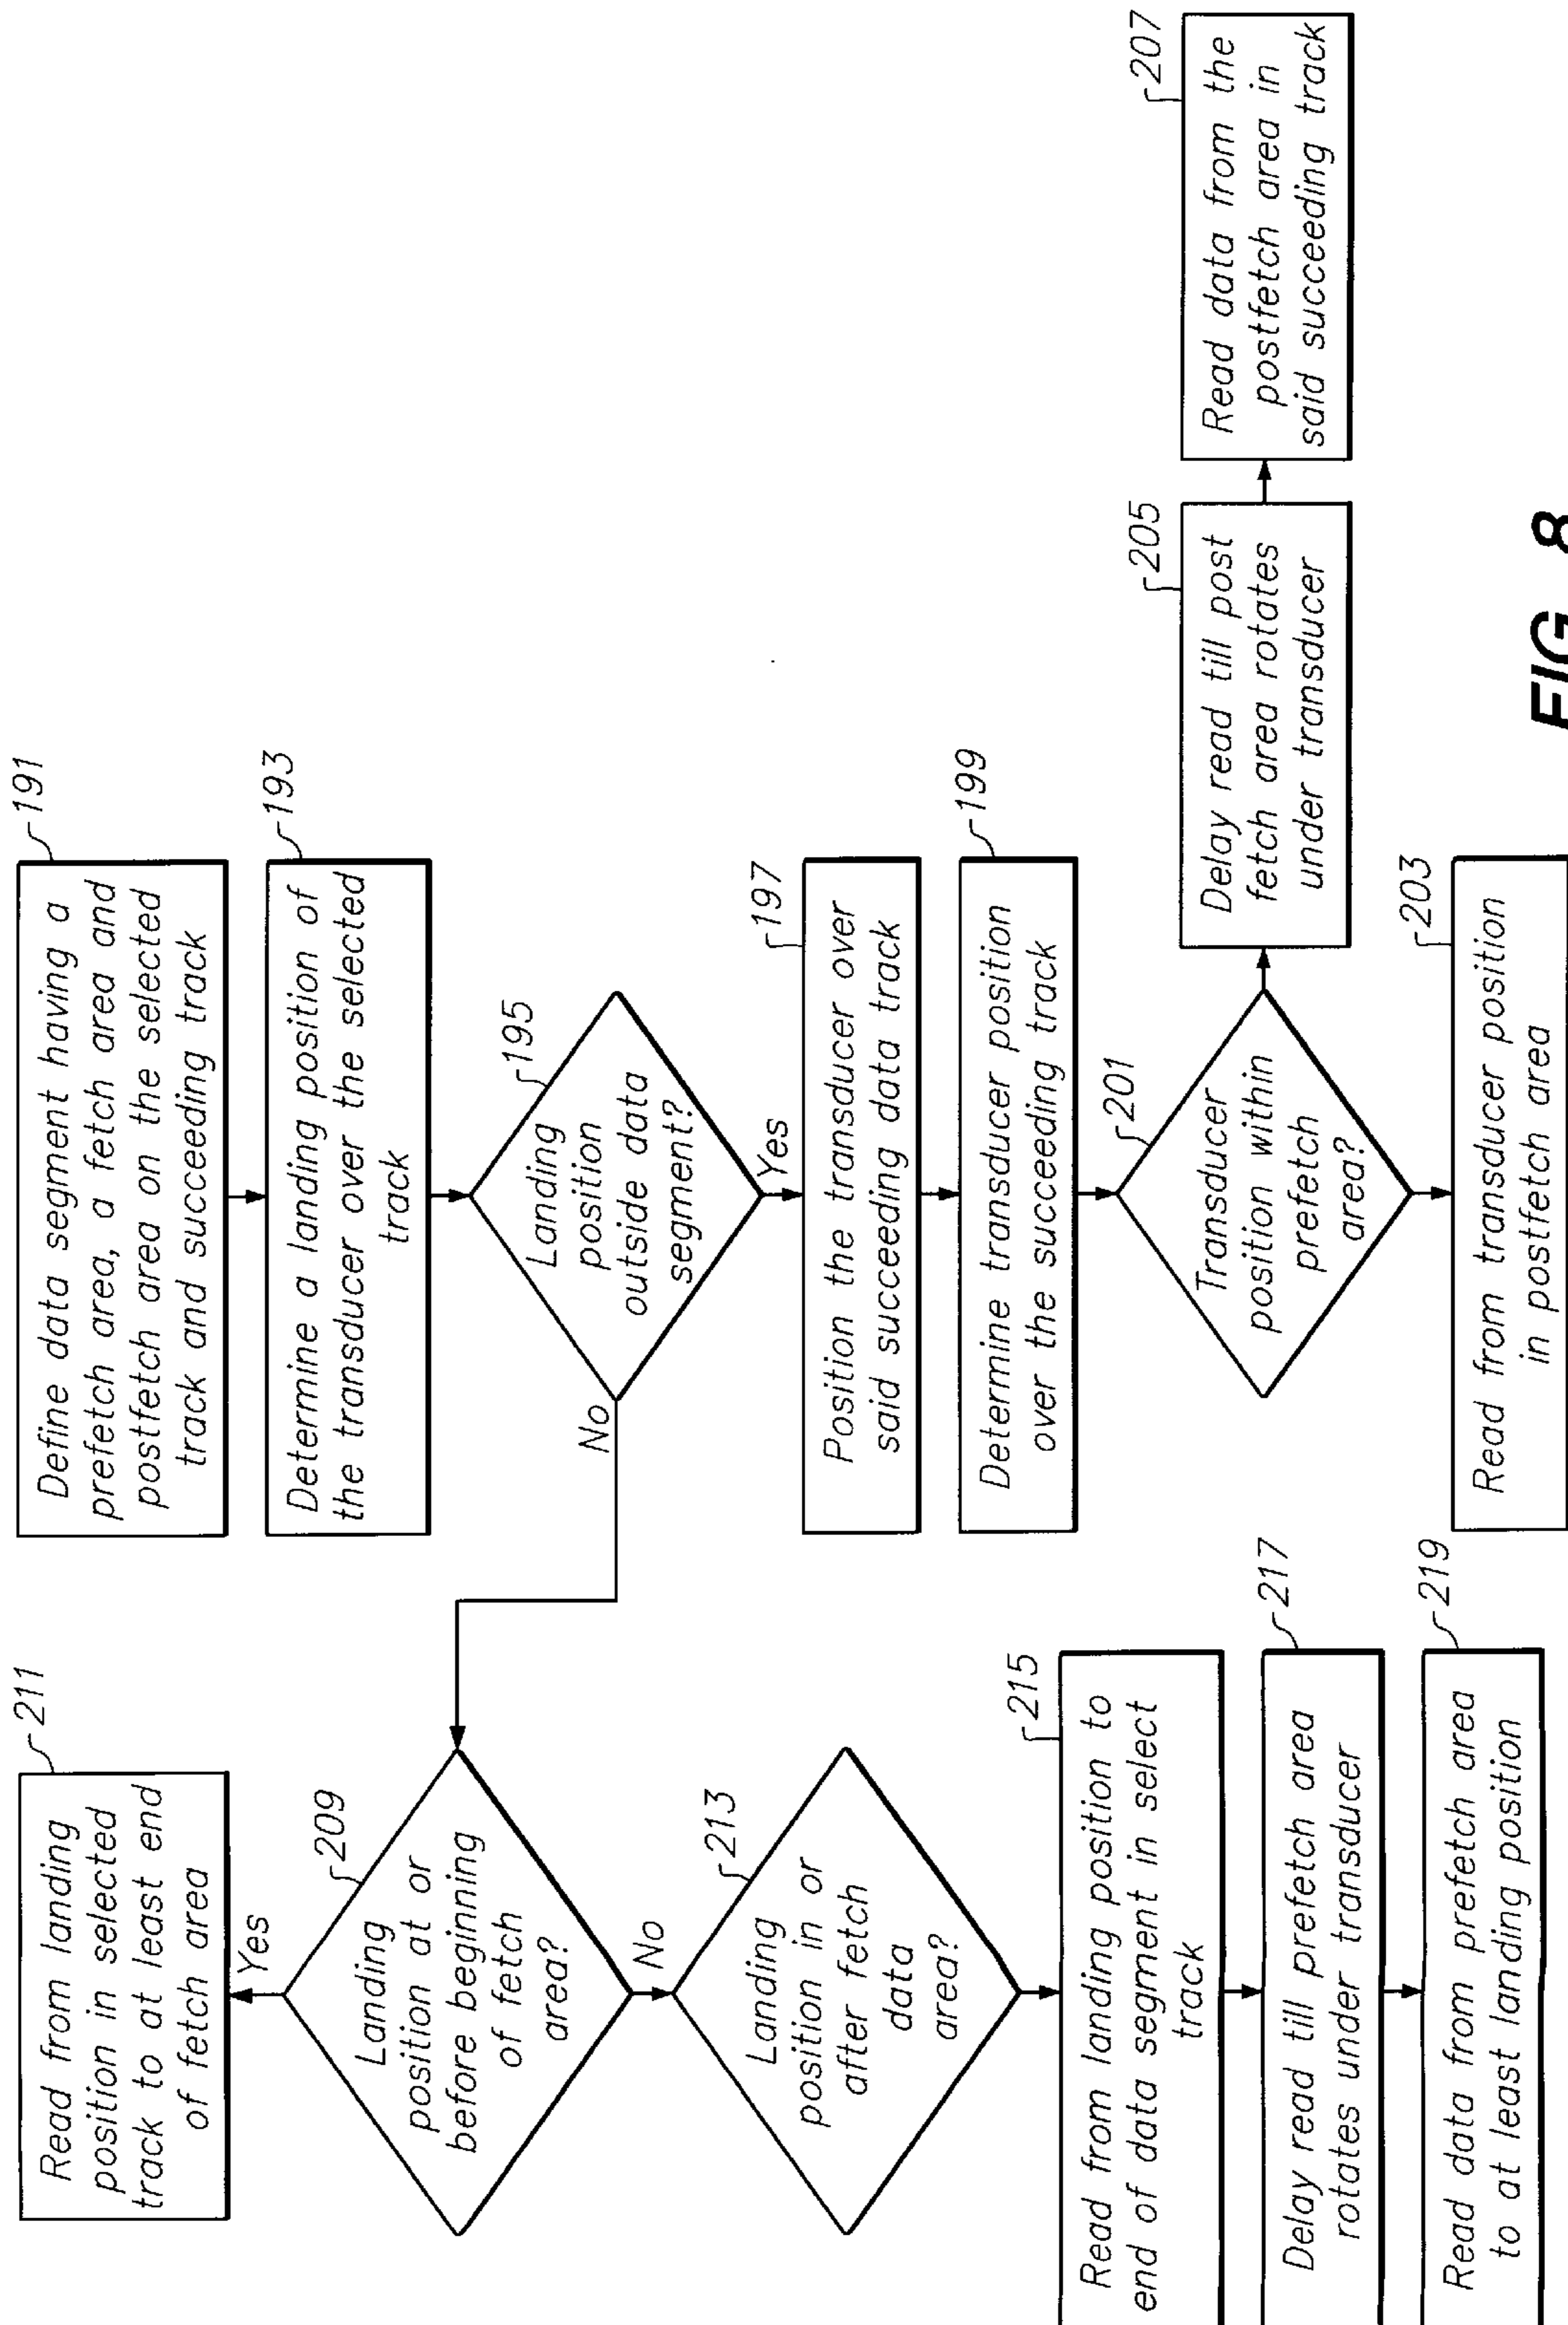 Define data segment having a
prefetch area, a fetch area and
postfetch area on the selected
track and succeeding track
191
Determine a landing position of
the transducer over the selected
track
193
Landing
position
outside data
segment?
195
Yes
No
Position the transducer over
said succeeding data track
197
Determine transducer position
over the succeeding track
199
Transducer
position within
prefetch
area?
201
Read from transducer position
in postfetch area
203
Delay read till post
fetch area rotates
under transducer
205
Read data from the
postfetch area in
said succeeding track
207
Landing
position at or
before beginning
of fetch
area?
209
Yes
No
Read from landing
position in selected
track to at least end
of fetch area
211
Landing
position in or
after fetch
data
area?
213
Read from landing position to
end of data segment in select
track
215
Delay read till prefetch area
rotates under transducer
217
Read data from prefetch area
to at least landing position
219
FIG. 8